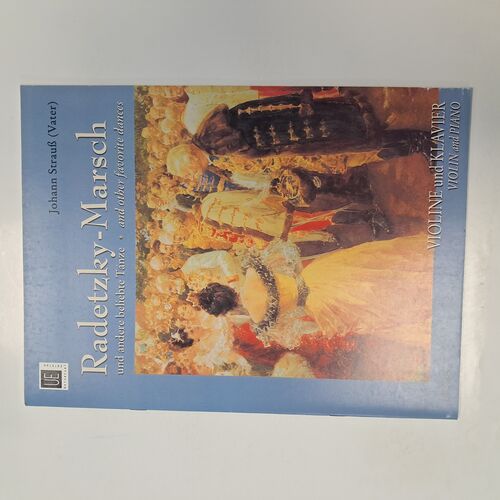 Johann Strauß (Vater)
Radetzky-Marsch
und andere beliebte Tänze • and other favorite dances
VIOLINE und KLAVIER
VIOLIN and PIANO
UE